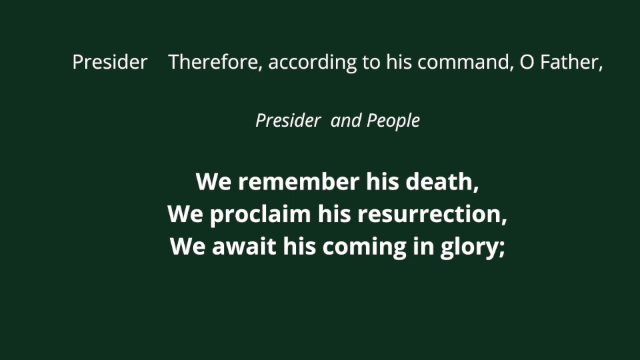 Presider Therefore, according to his command, O Father,
Presider and People
We remember his death,
We proclaim his resurrection,
We await his coming in glory;